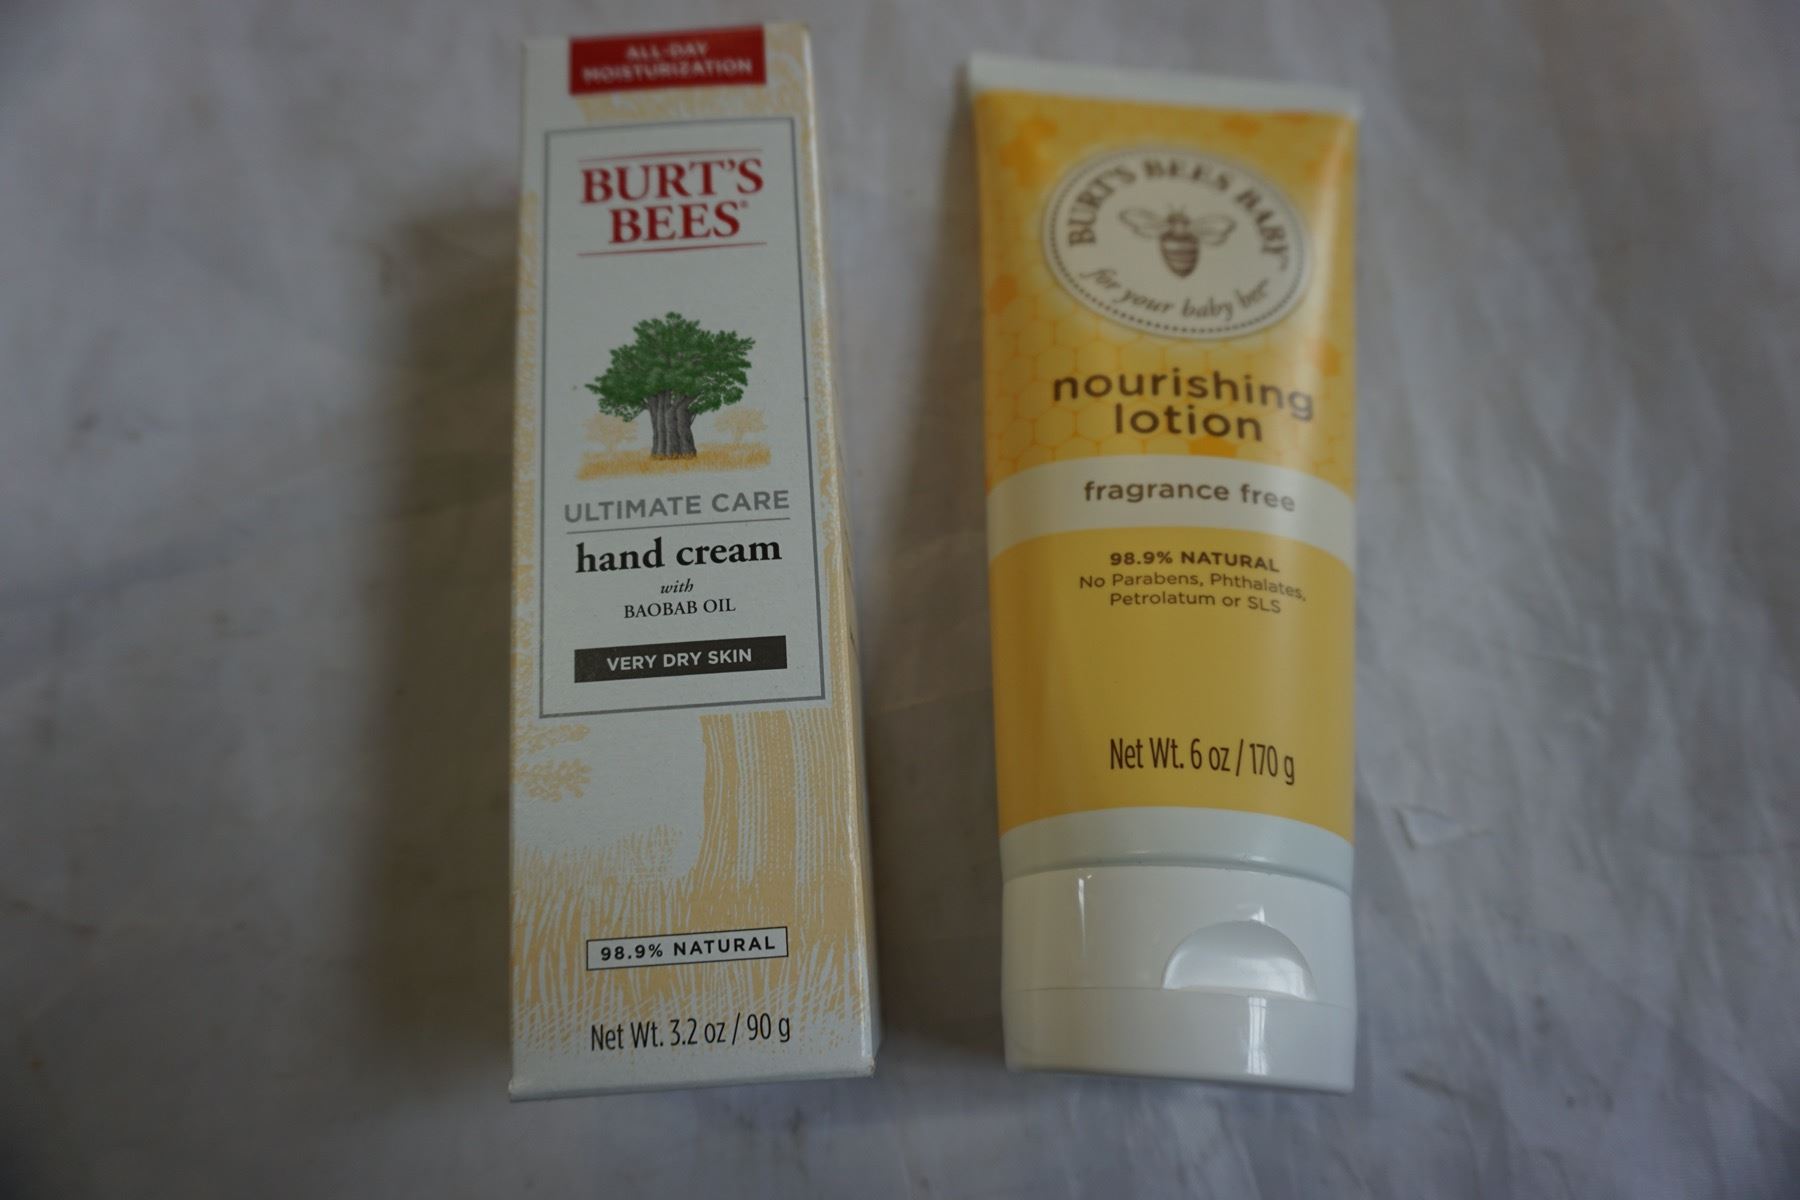 ALL-DAY
MOISTURIZATION
BURT'S
BEES®
ULTIMATE CARE
hand cream
with
BAOBAB OIL
VERY DRY SKIN
98.9% NATURAL
Net Wt. 3.2 oz / 90 g
BURT'S BEES BABY™
for your baby bee™
nourishing
lotion
fragrance free
98.9% NATURAL
No Parabens, Phthalates,
Petrolatum or SLS
Net Wt. 6 oz / 170 g